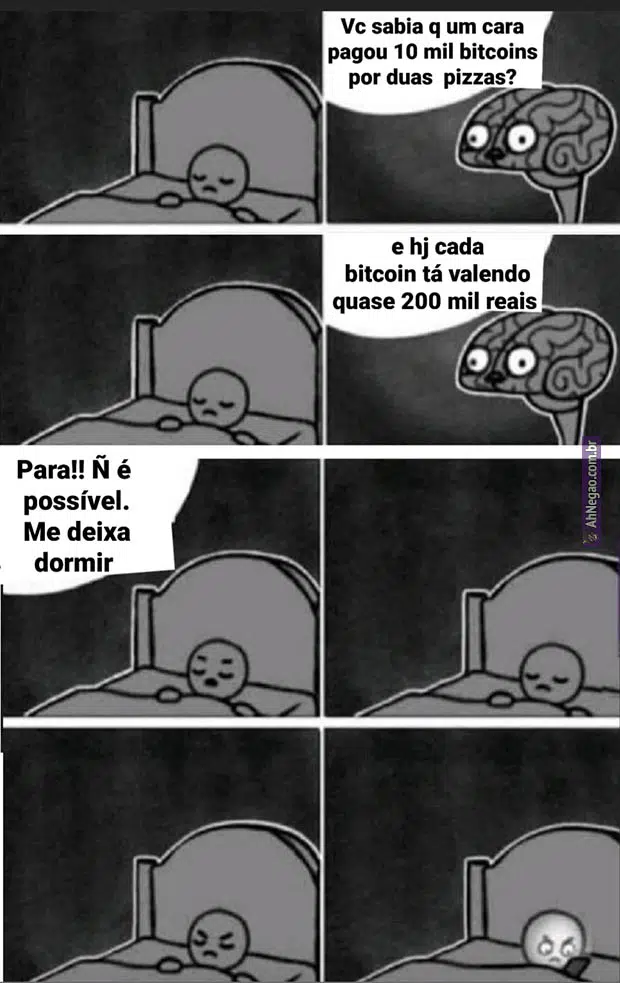 Vc sabia q um cara
pagou 10 mil bitcoins
por duas pizzas?
e hj cada
bitcoin tá valendo
quase 200 mil reais
Para!! Ñ é
possível.
Me deixa
dormir
AhNegao.com.br